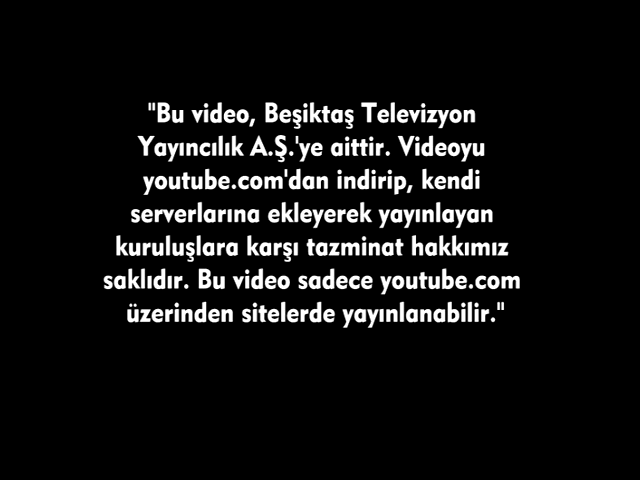 "Bu video, Beşiktaş Televizyon
Yayıncılık A.Ş.'ye aittir. Videoyu
youtube.com'dan indirip, kendi
serverlarına ekleyerek yayınlayan
kuruluşlara karşı tazminat hakkımız
saklıdır. Bu video sadece youtube.com
üzerinden sitelerde yayınlanabilir."